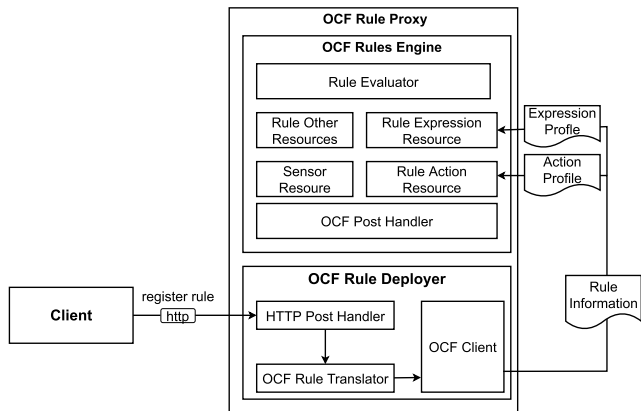 OCF Rule Proxy
OCF Rules Engine
Rule Evaluator
Rule Other
Resources
Rule Expression
Resource
Expression
Profle
Sensor
Resoure
Rule Action
Resource
Action
Profile
OCF Post Handler
OCF Rule Deployer
Client
register rule
http
HTTP Post Handler
OCF Rule Translator
OCF Client
Rule
Information